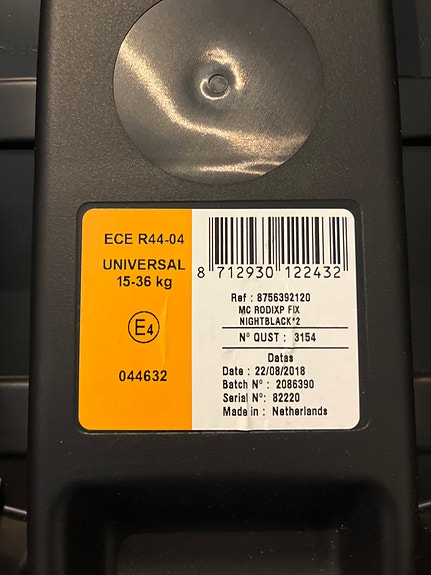 ECE R44-04
UNIVERSAL
15-36 kg
E4
044632
8 712930 122432
Ref : 8756392120
MC RODIXP FIX
NIGHTBLACK*2
N° QUST : 3154
Datas
Date : 22/08/2018
Batch N° : 2086390
Serial N°: 82220
Made in : Netherlands